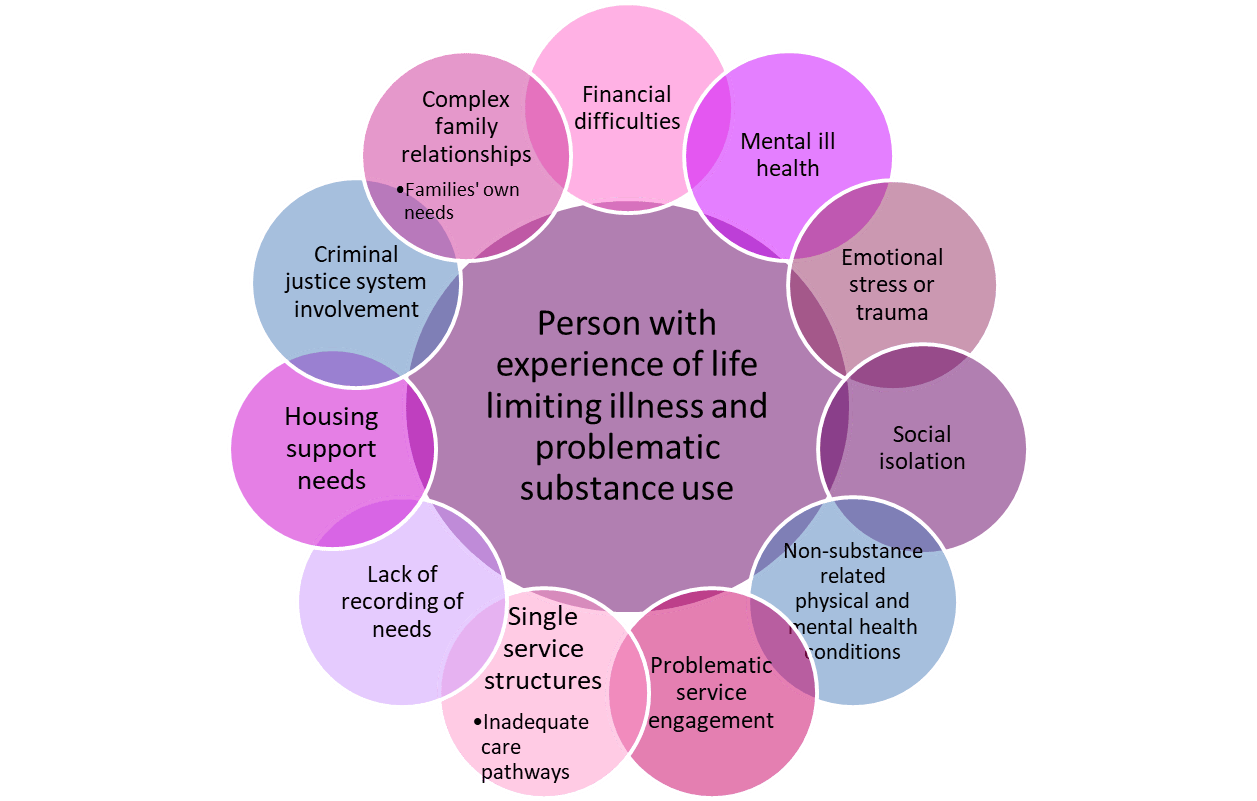 Financial
difficulties
Mental ill
health
Emotional
stress or
trauma
Social
isolation
Non-substance
related
physical and
mental health
conditions
Problematic
service
engagement
Single
service
structures
•Inadequate
care
pathways
Lack of
recording of
needs
Housing
support
needs
Criminal
justice system
involvement
Complex
family
relationships
•Families' own
needs
Person with
experience of life
limiting illness and
problematic
substance use